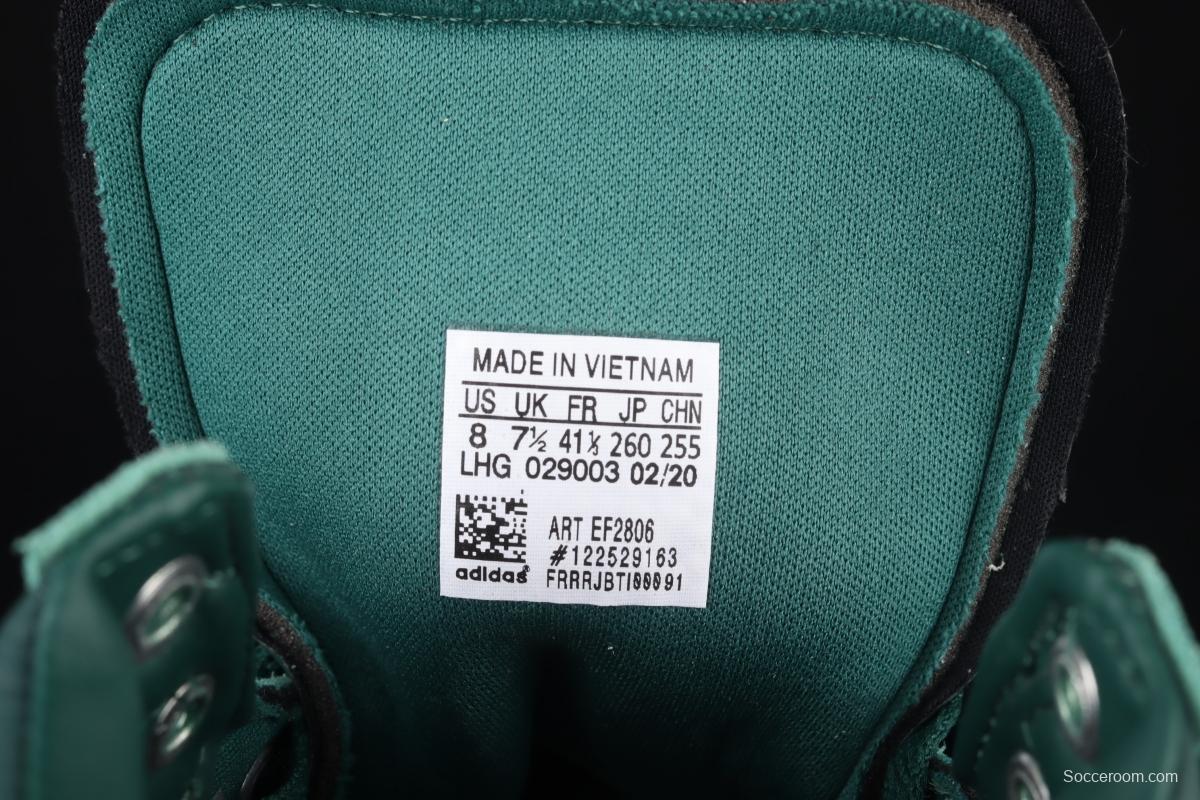 MADE IN VIETNAM
US UK FR JP CHN
8 7½ 41⅓ 260 255
LHG 029003 02/20
ART EF2806
#122529163
adidas®
FRRRJBTI00091
Socceroom.com